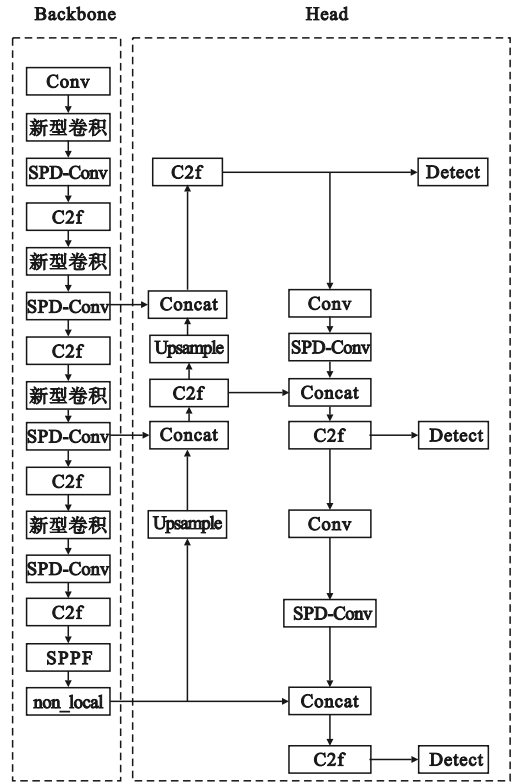 Backbone
Head
Conv
新型卷积
SPD-Conv
C2f
新型卷积
SPD-Conv
C2f
新型卷积
SPD-Conv
C2f
新型卷积
SPD-Conv
C2f
SPPF
non_local
C2f
Concat
Upsample
C2f
Concat
Upsample
Detect
Conv
SPD-Conv
Concat
C2f
Detect
Conv
SPD-Conv
Concat
C2f
Detect